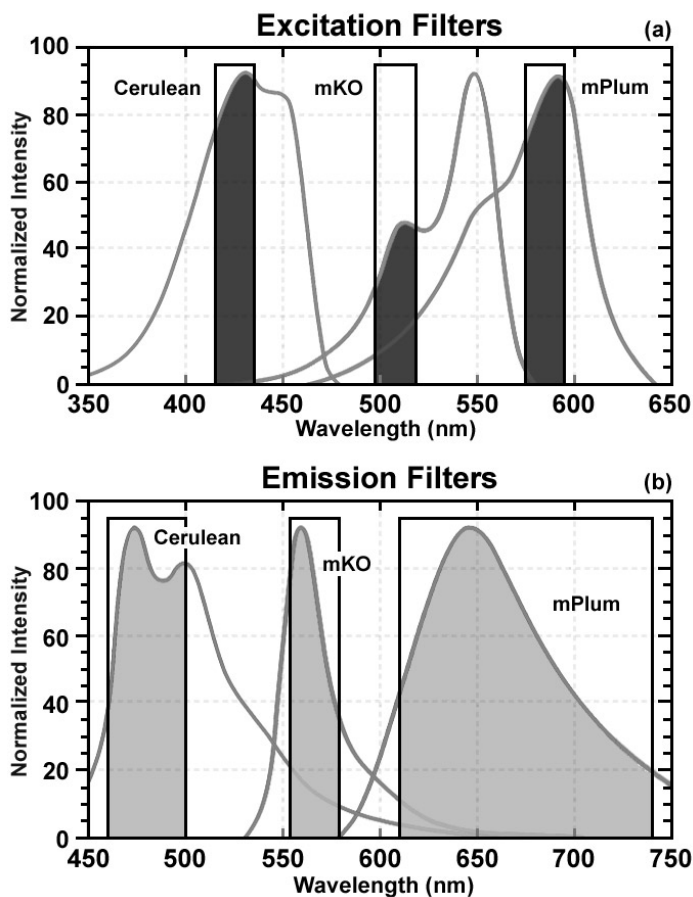 Excitation Filters
(a)
100
80
60
40
20
0
Normalized Intensity
Cerulean
mKO
mPlum
350
400
450
500
550
600
650
Wavelength (nm)
Emission Filters
(b)
100
80
60
40
20
0
Normalized Intensity
Cerulean
mKO
mPlum
450
500
550
600
650
700
750
Wavelength (nm)